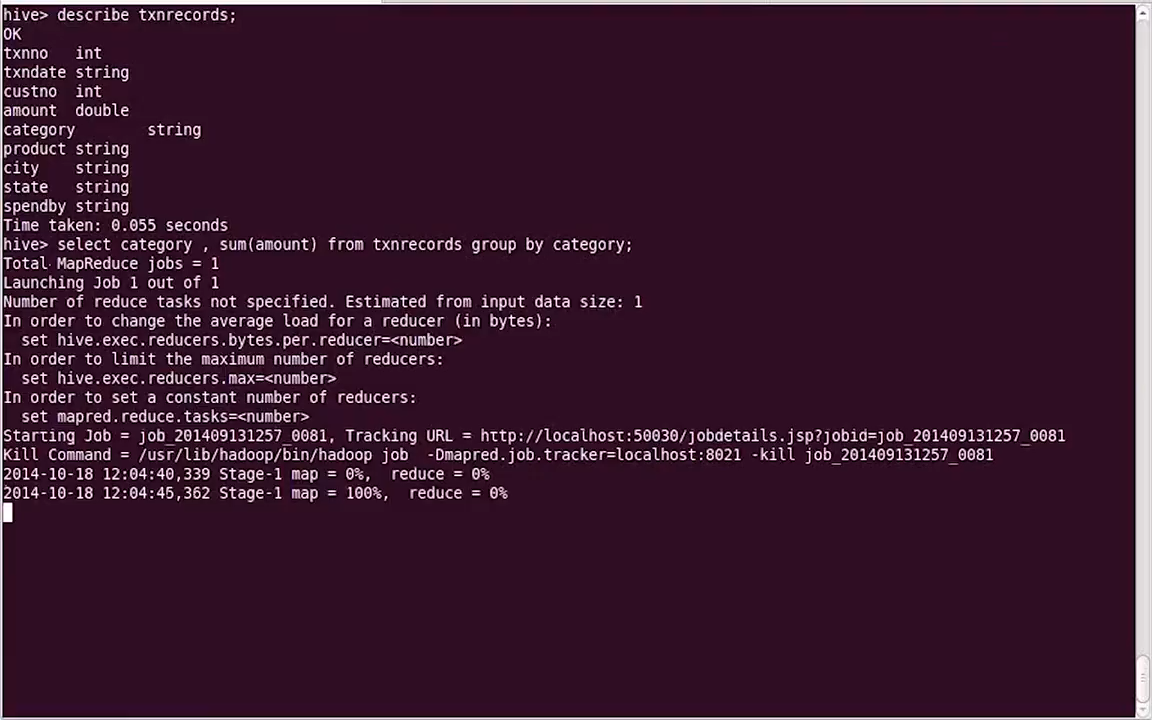 hive> describe txnrecords;
OK
txnno   int
txndate string
custno  int
amount  double
category        string
product string
city    string
state   string
spendby string
Time taken: 0.055 seconds
hive> select category , sum(amount) from txnrecords group by category;
Total MapReduce jobs = 1
Launching Job 1 out of 1
Number of reduce tasks not specified. Estimated from input data size: 1
In order to change the average load for a reducer (in bytes):
  set hive.exec.reducers.bytes.per.reducer=<number>
In order to limit the maximum number of reducers:
  set hive.exec.reducers.max=<number>
In order to set a constant number of reducers:
  set mapred.reduce.tasks=<number>
Starting Job = job_201409131257_0081, Tracking URL = http://localhost:50030/jobdetails.jsp?jobid=job_201409131257_0081
Kill Command = /usr/lib/hadoop/bin/hadoop job  -Dmapred.job.tracker=localhost:8021 -kill job_201409131257_0081
2014-10-18 12:04:40,339 Stage-1 map = 0%,  reduce = 0%
2014-10-18 12:04:45,362 Stage-1 map = 100%,  reduce = 0%